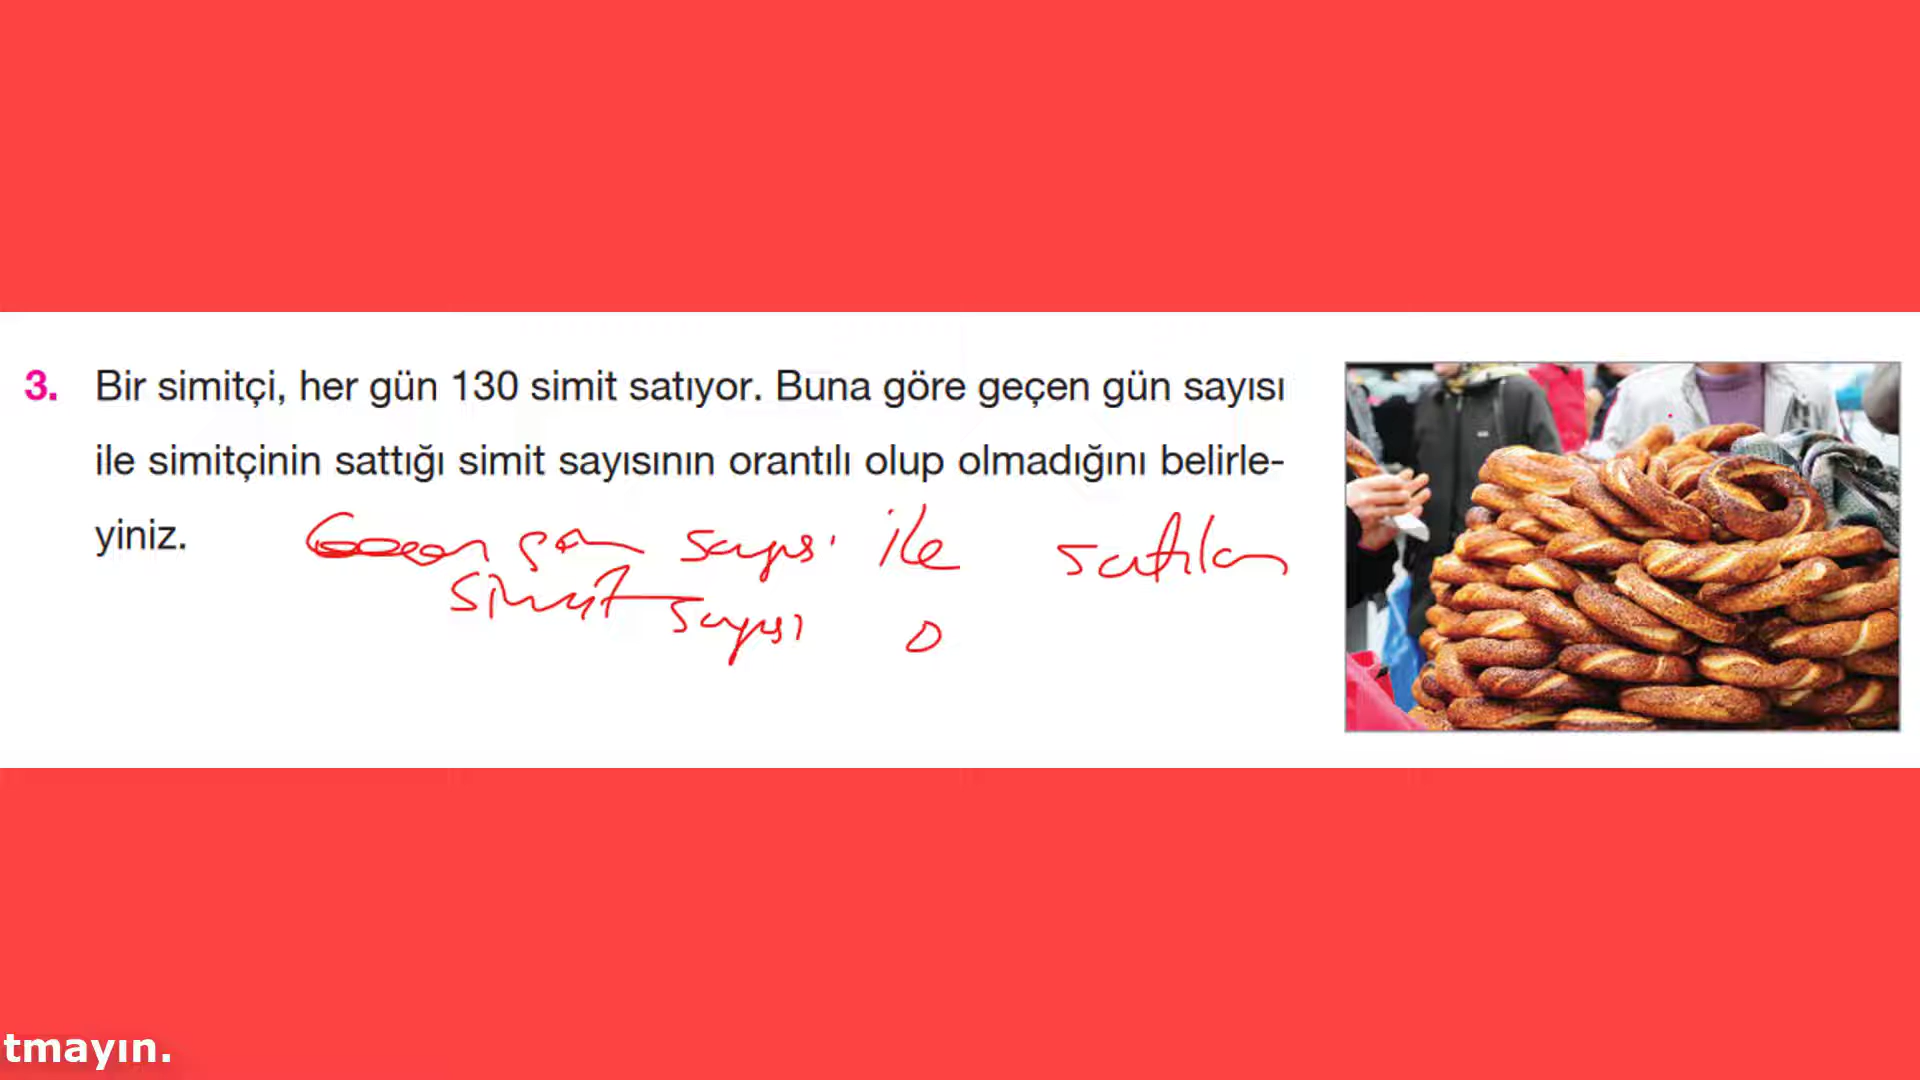 3. Bir simitçi, her gün 130 simit satıyor. Buna göre geçen gün sayısı
ile simitçinin sattığı simit sayısının orantılı olup olmadığını belirle-
yiniz.
gün sayısı ile satılan
simit sayısı o
tmayın.